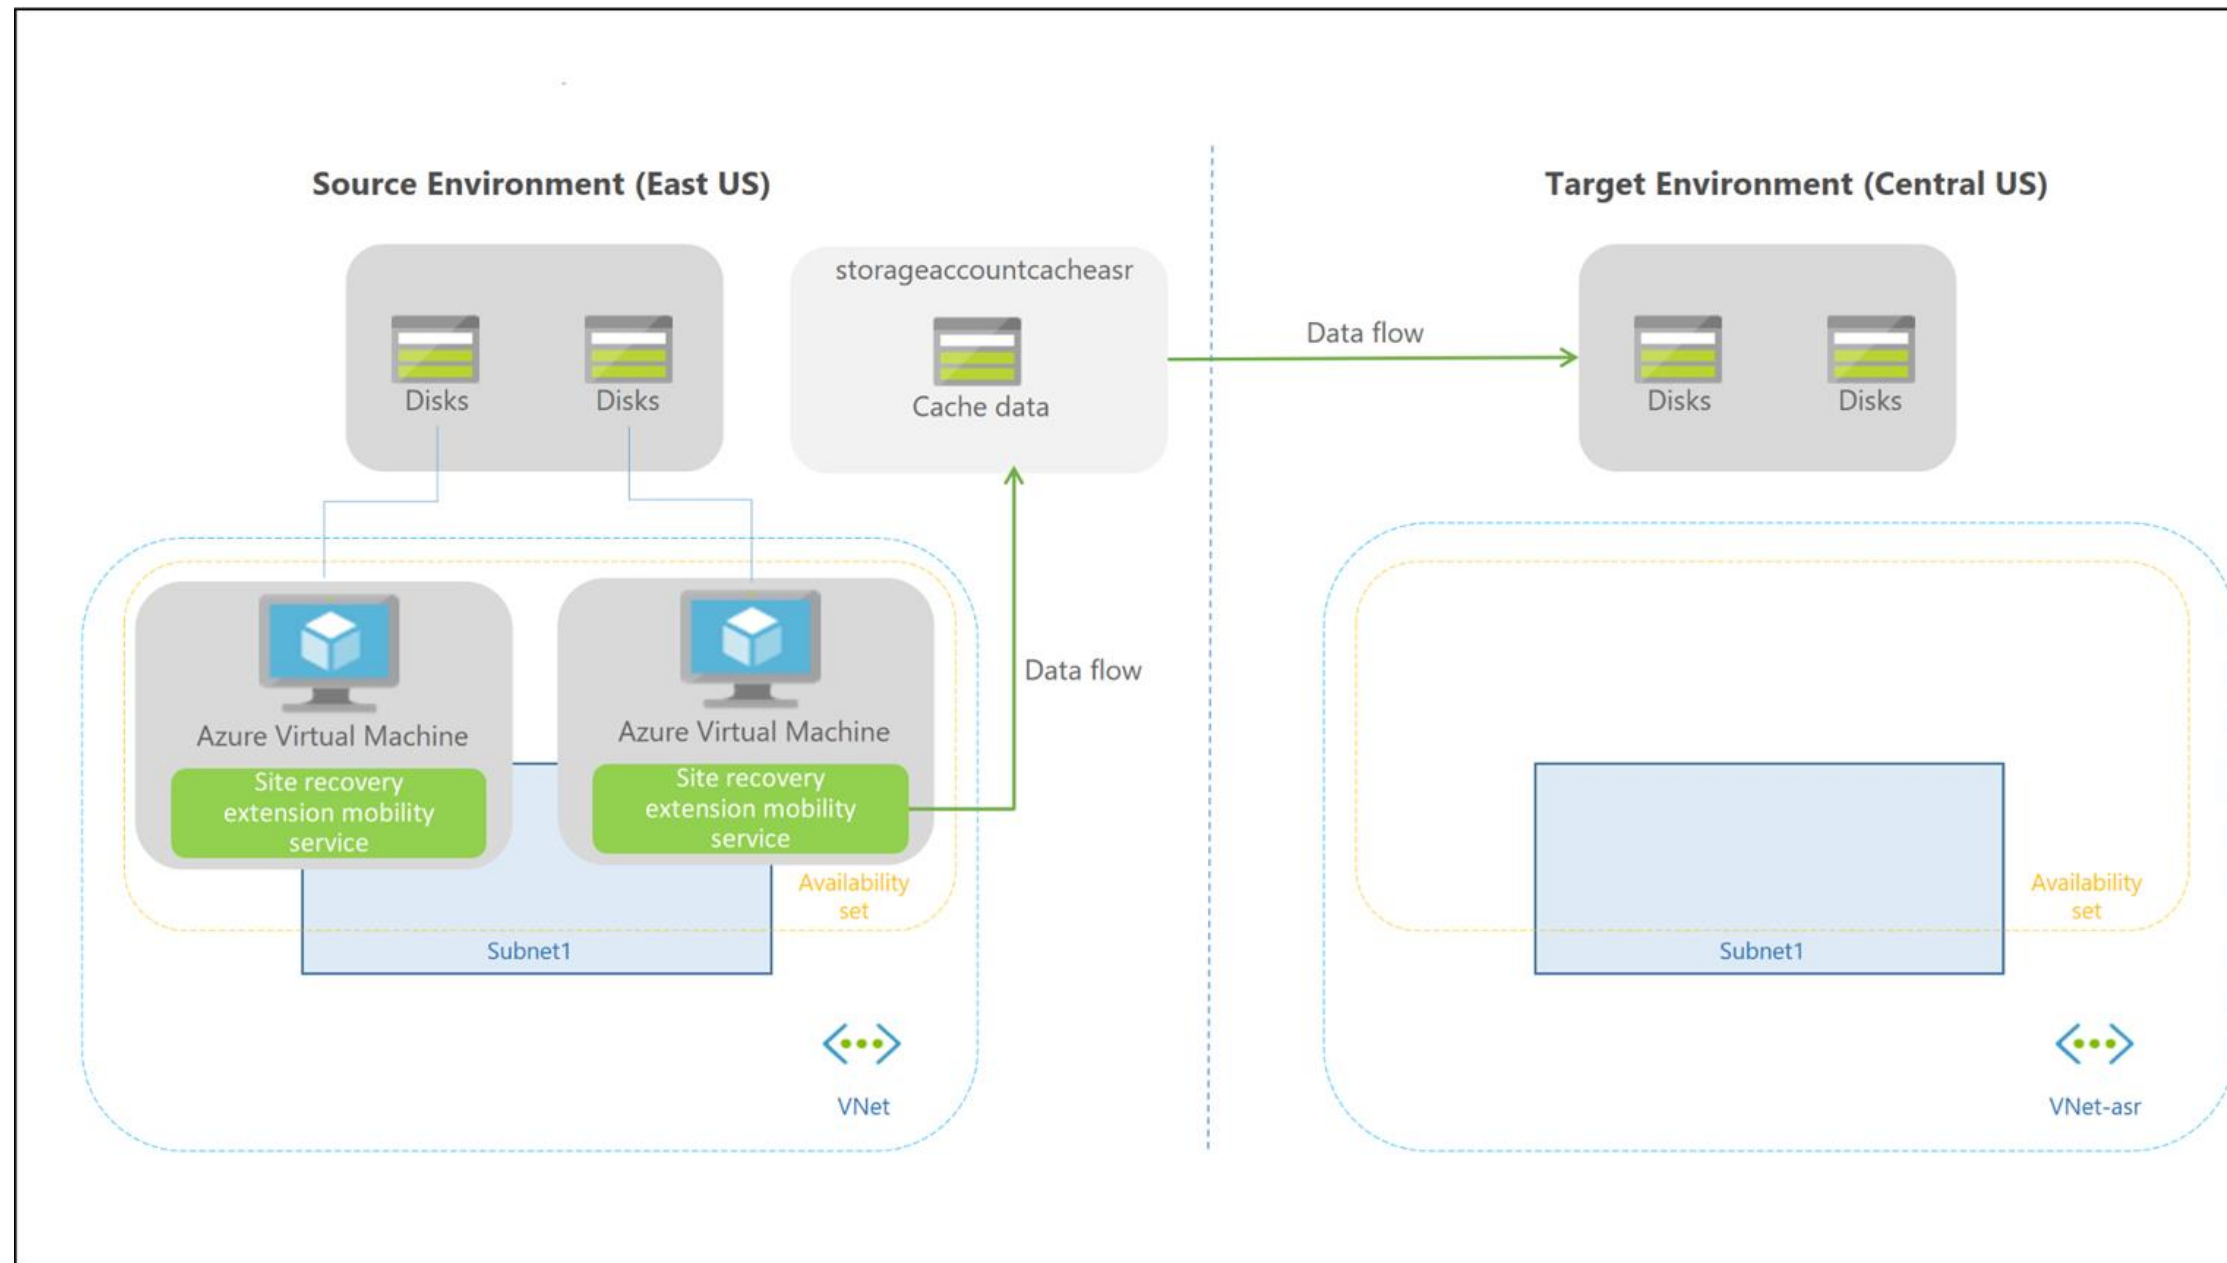 Source Environment (East US)
Target Environment (Central US)
storageaccountcacheasr
Disks
Disks
Cache data
Data flow
Disks
Disks
Data flow
Azure Virtual Machine
Site recovery
extension mobility
service
Azure Virtual Machine
Site recovery
extension mobility
service
Availability
set
Subnet1
VNet
Availability
set
Subnet1
VNet-asr